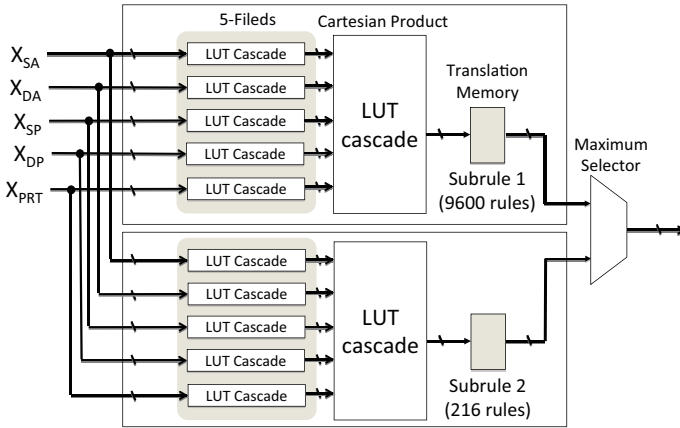 5-Fileds
Cartesian Product
X_SA
X_DA
X_SP
X_DP
X_PRT
LUT Cascade
LUT Cascade
LUT Cascade
LUT Cascade
LUT Cascade
LUT
cascade
Translation
Memory
Subrule 1
(9600 rules)
Maximum
Selector
LUT Cascade
LUT Cascade
LUT Cascade
LUT Cascade
LUT Cascade
LUT
cascade
Subrule 2
(216 rules)